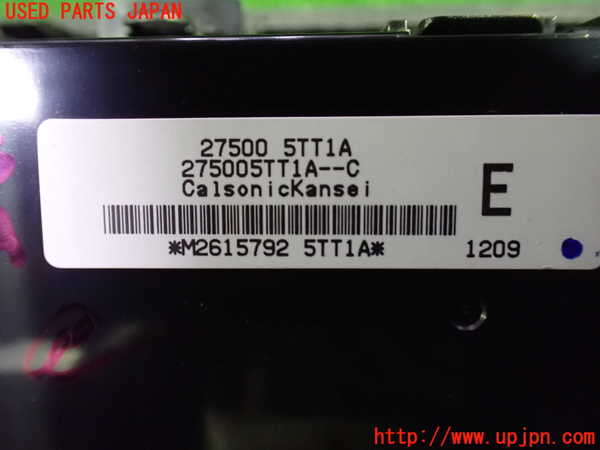 USED PARTS JAPAN
27500 5TT1A
275005TT1A--C
CalsonicKansei
E
*M2615792 5TT1A*
1209
http://www.upjpn.com